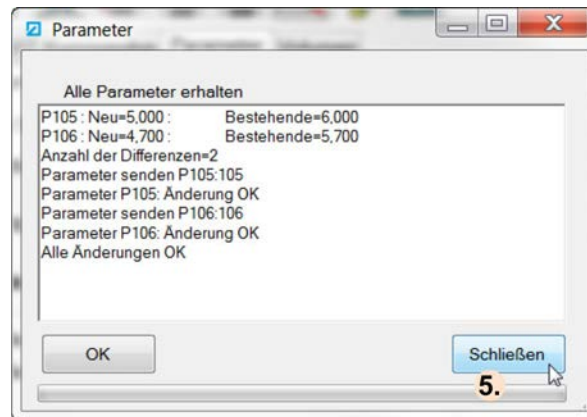 Parameter
Alle Parameter erhalten
P105 : Neu=5,000 : Bestehende=6,000
P106 : Neu=4,700 : Bestehende=5,700
Anzahl der Differenzen=2
Parameter senden P105:105
Parameter P105: Änderung OK
Parameter senden P106:106
Parameter P106: Änderung OK
Alle Änderungen OK
OK
Schließen
5.